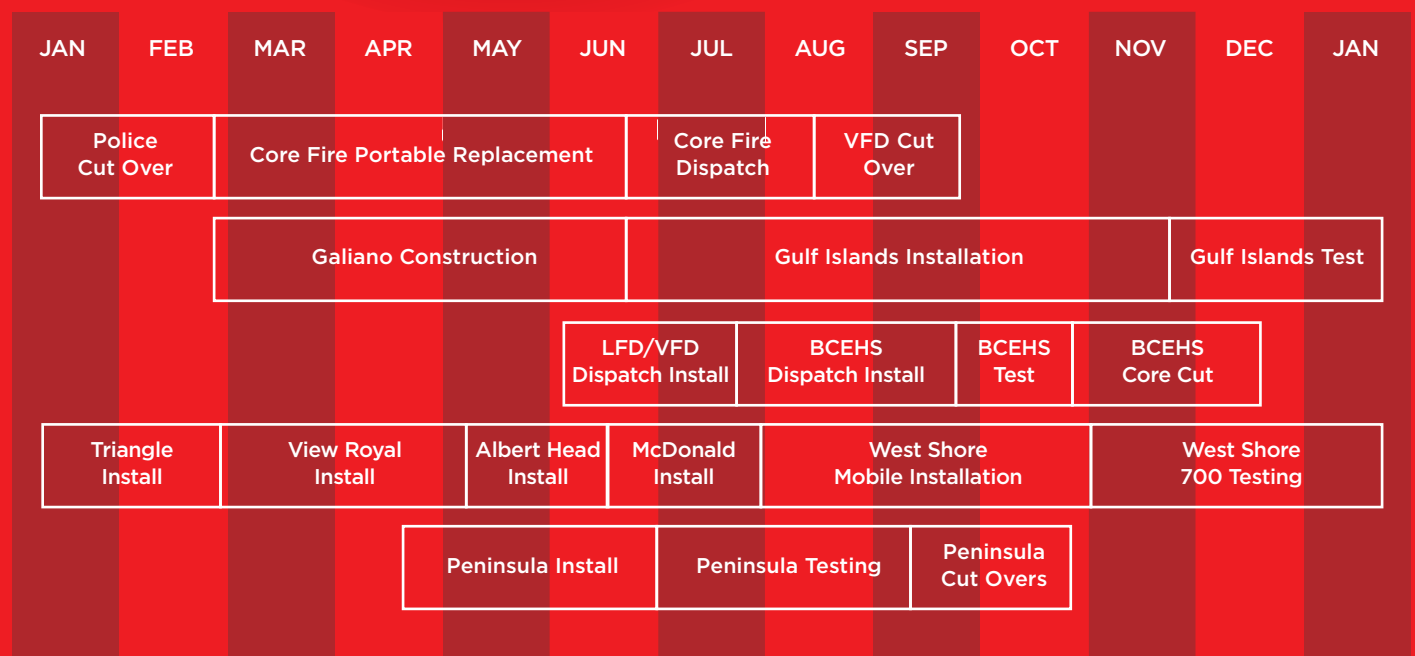 JAN FEB MAR APR MAY JUN JUL AUG SEP OCT NOV DEC JAN
Police
Cut Over
Core Fire Portable Replacement
Core Fire
Dispatch
VFD Cut
Over
Galiano Construction
Gulf Islands Installation
Gulf Islands Test
LFD/VFD
Dispatch Install
BCEHS
Dispatch Install
BCEHS
Test
BCEHS
Core Cut
Triangle
Install
View Royal
Install
Albert Head
Install
McDonald
Install
West Shore
Mobile Installation
West Shore
700 Testing
Peninsula Install
Peninsula Testing
Peninsula
Cut Overs